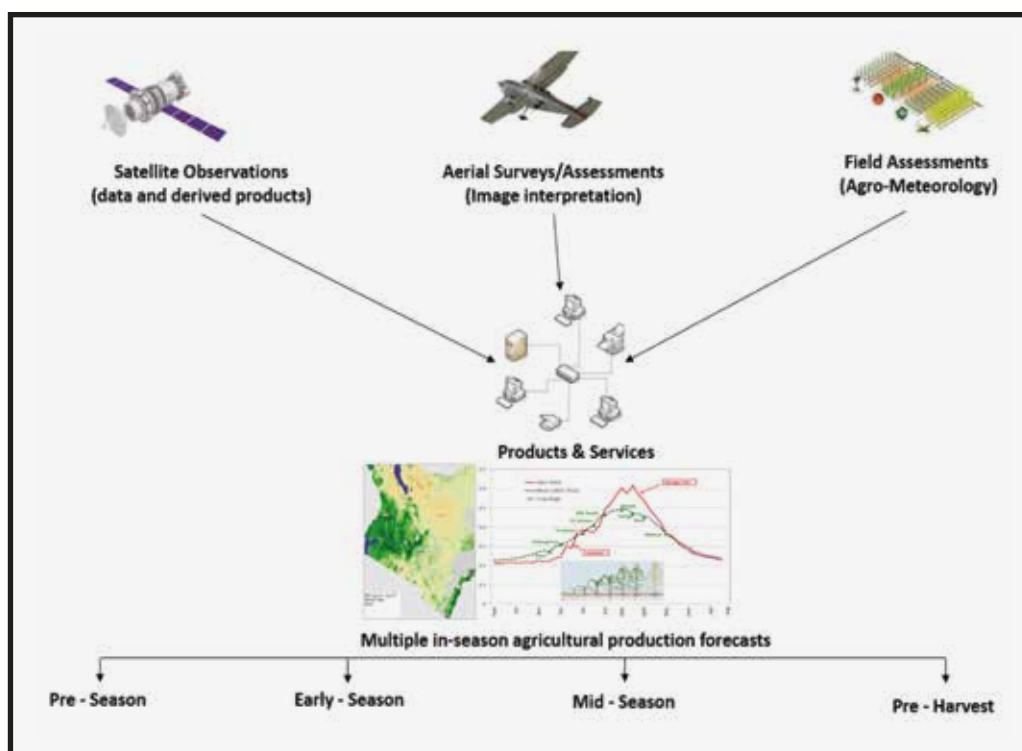 Satellite Observations
(data and derived products)
Aerial Surveys/Assessments
(Image interpretation)
Field Assessments
(Agro-Meteorology)
Products & Services
Multiple in-season agricultural production forecasts
Pre - Season
Early - Season
Mid - Season
Pre - Harvest